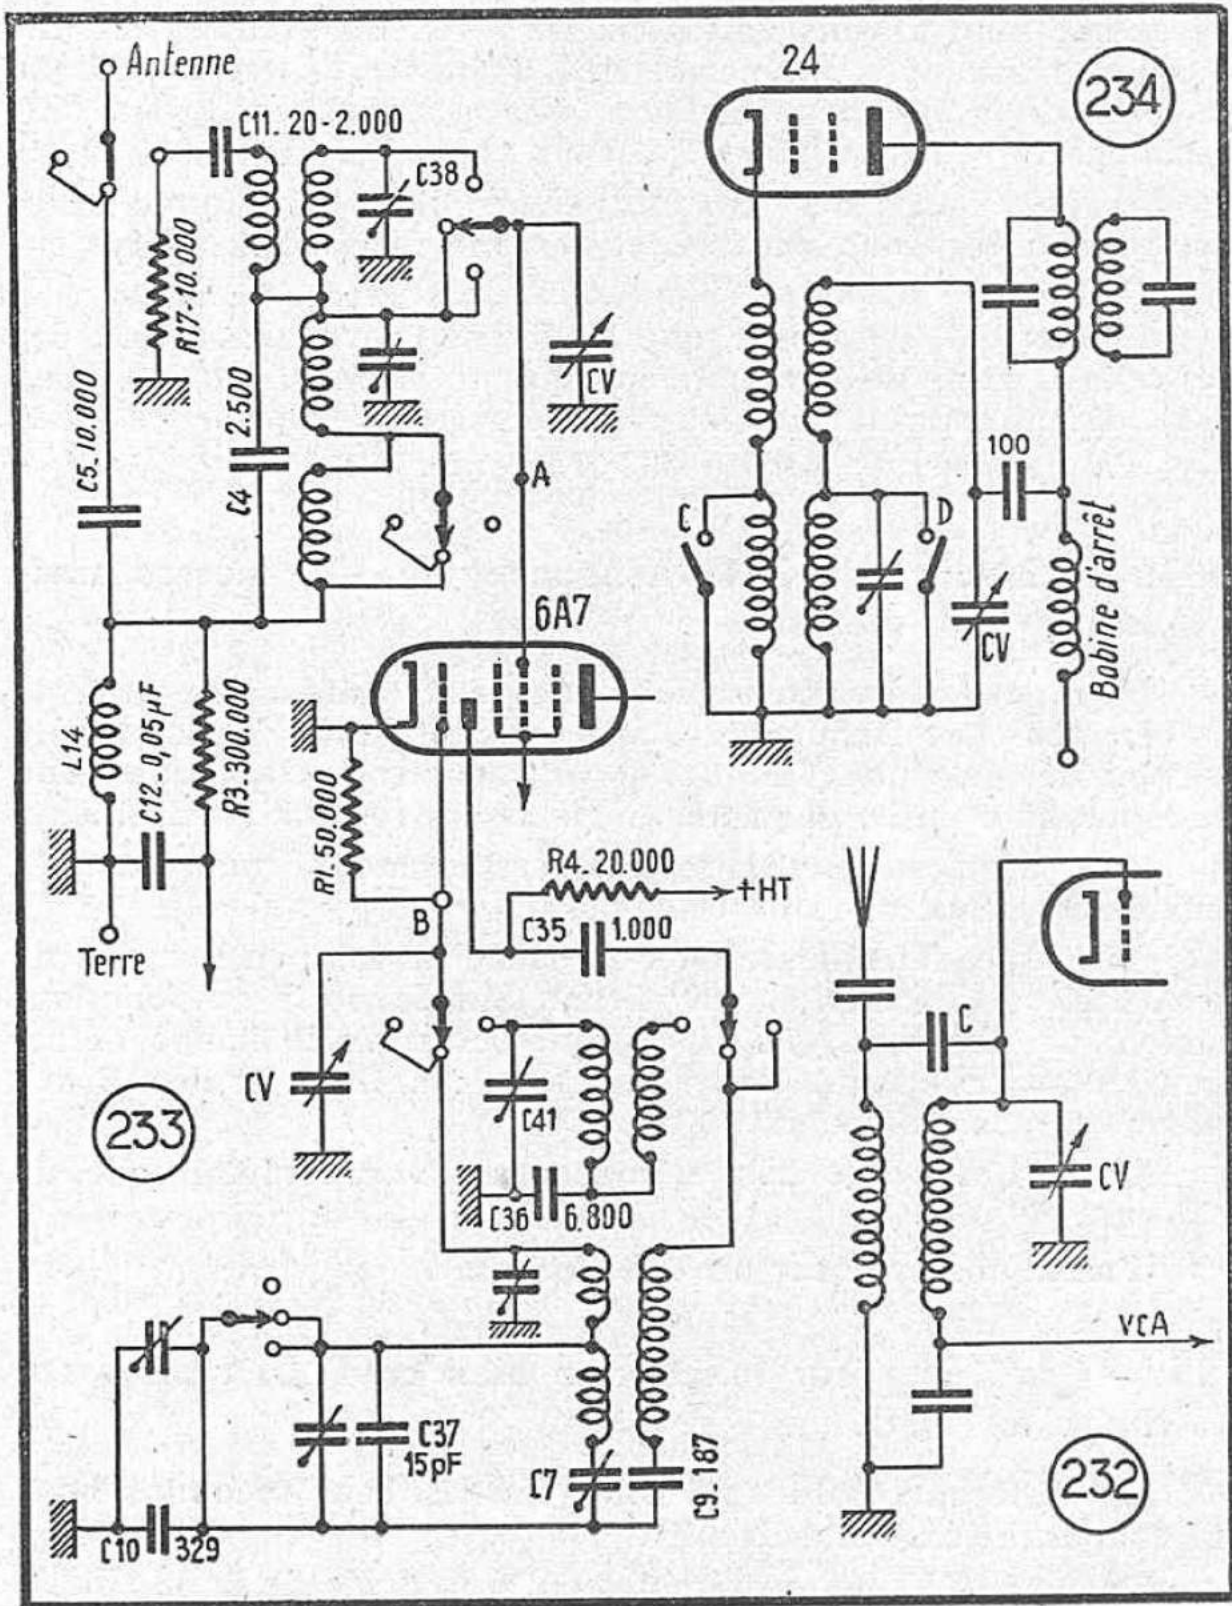 Antenne
C11. 20-2.000
C38
R17-10.000
CV
C5. 10.000
C4 2.500
A
6A7
L14
C12-0,05µF
R3.300.000
R1.50.000
Terre
B
R4. 20.000
+HT
C35 1.000
CV
C41
C36 6.800
233
C37
15pF
C7
C9.187
C10 329
24
234
C
D
100
CV
Bobine d'arrêt
C
CV
VCA
232